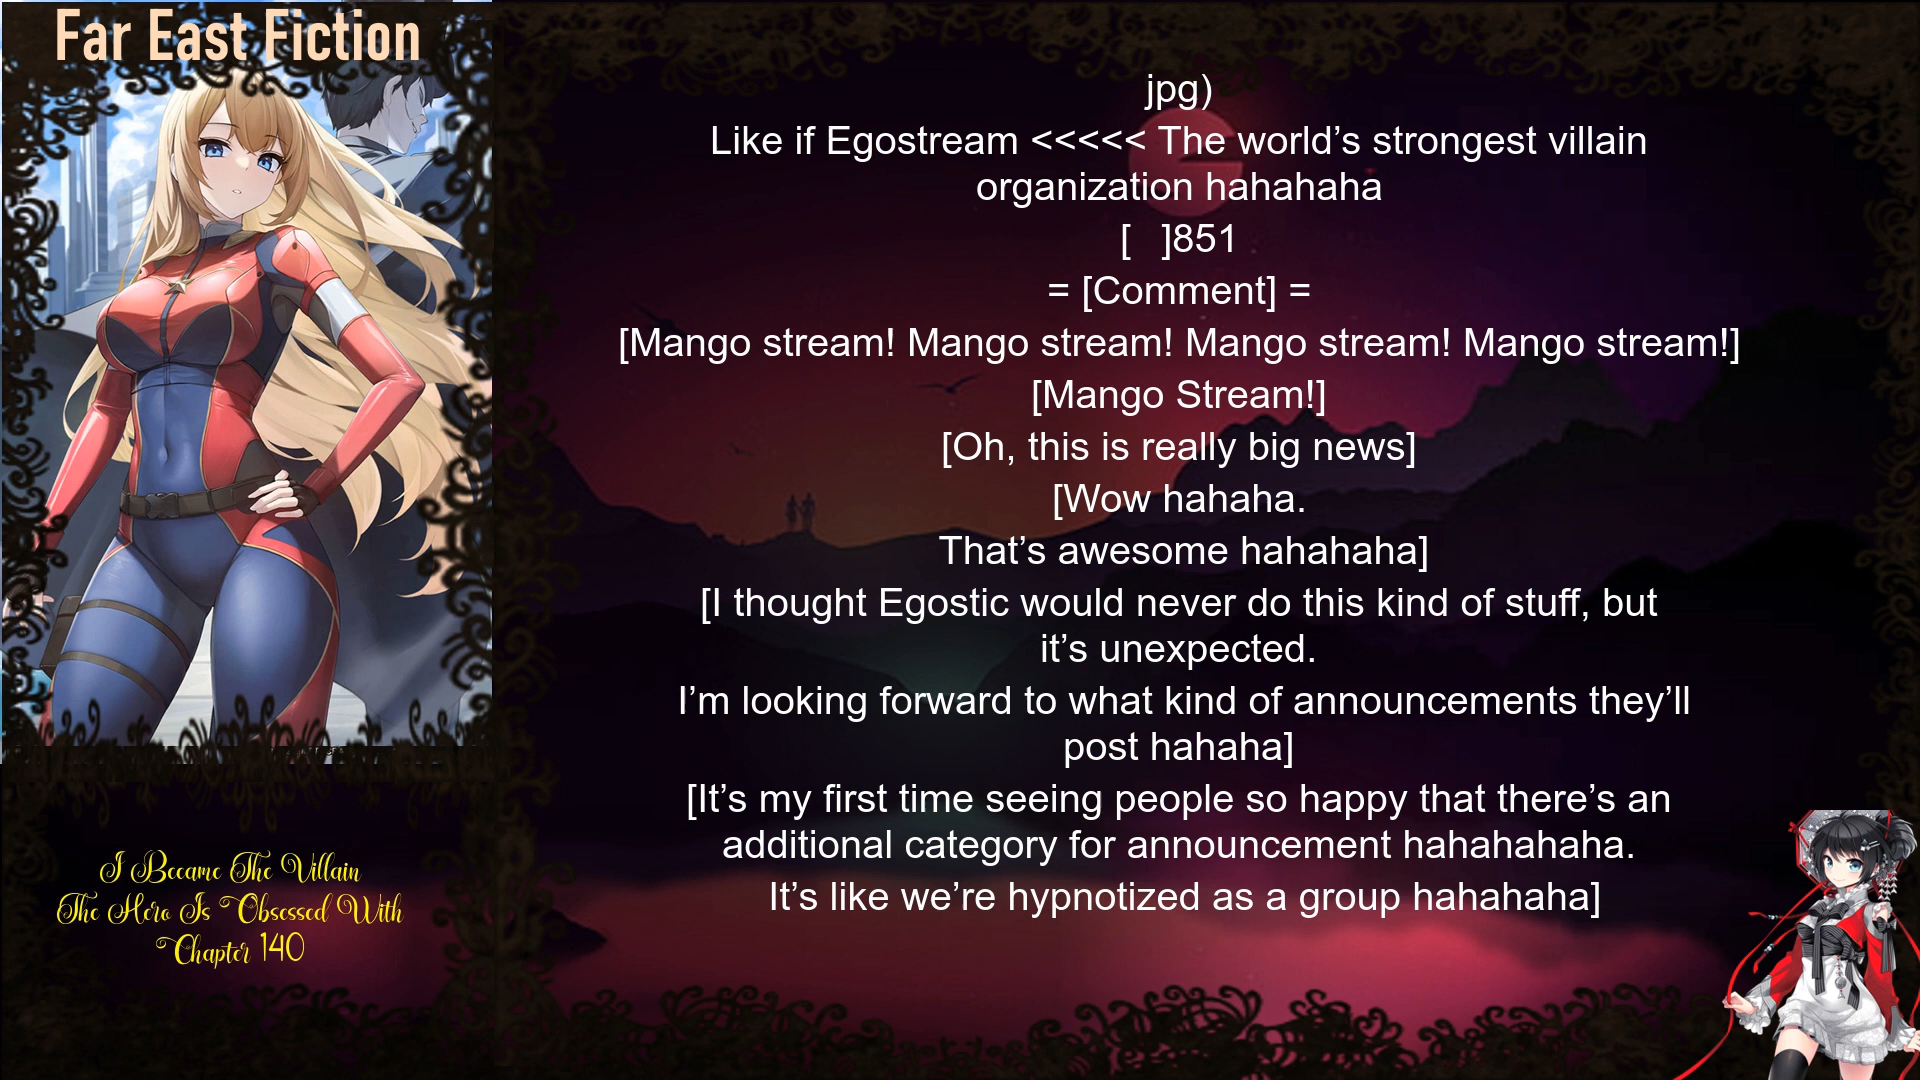 Far East Fiction
jpg)
Like if Egostream <<<<< The world’s strongest villain
organization hahahaha
[   ]851
= [Comment] =
[Mango stream! Mango stream! Mango stream! Mango stream!]
[Mango Stream!]
[Oh, this is really big news]
[Wow hahaha.
That’s awesome hahahaha]
[I thought Egostic would never do this kind of stuff, but
it’s unexpected.
I’m looking forward to what kind of announcements they’ll
post hahaha]
[It’s my first time seeing people so happy that there’s an
additional category for announcement hahahahaha.
It’s like we’re hypnotized as a group hahahaha]
I Became The Villain
The Hero Is Obsessed With
Chapter 140